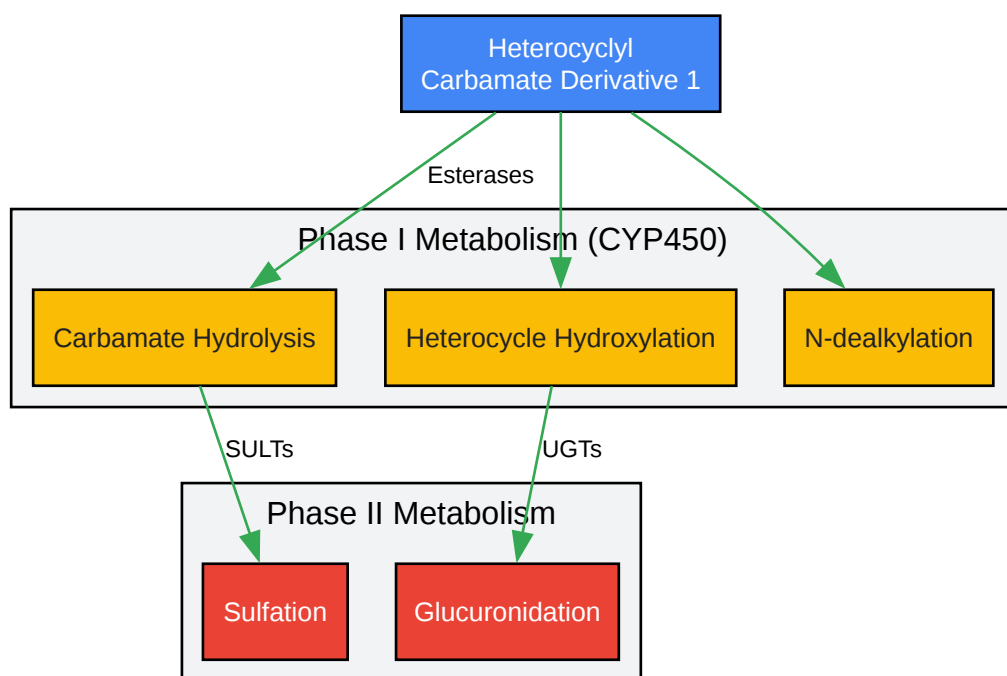 Heterocyclyl
Carbamate Derivative 1
Esterases
Phase I Metabolism (CYP450)
Carbamate Hydrolysis
Heterocycle Hydroxylation
N-dealkylation
SULTs
UGTs
Phase II Metabolism
Sulfation
Glucuronidation